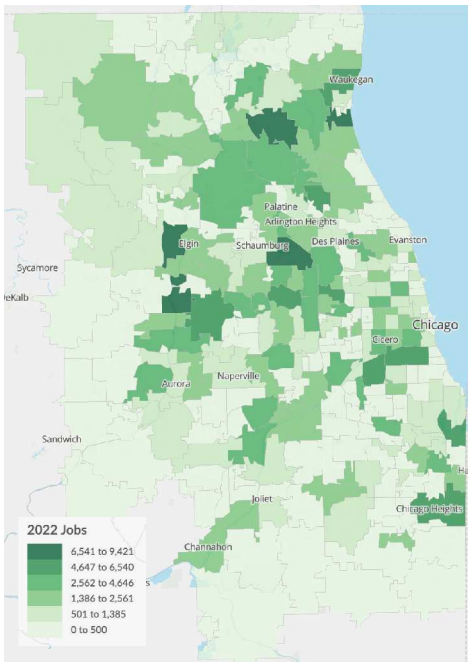 Waukegan
Palatine
Arlington Heights
Elgin
Schaumburg
Des Plaines
Evanston
Sycamore
DeKalb
Chicago
Cicero
Aurora
Naperville
Sandwich
Ha
Joliet
Chicago Heights
2022 Jobs
6,541 to 9,421
4,647 to 6,540
2,562 to 4,646
1,386 to 2,561
501 to 1,385
0 to 500
Channahon
s